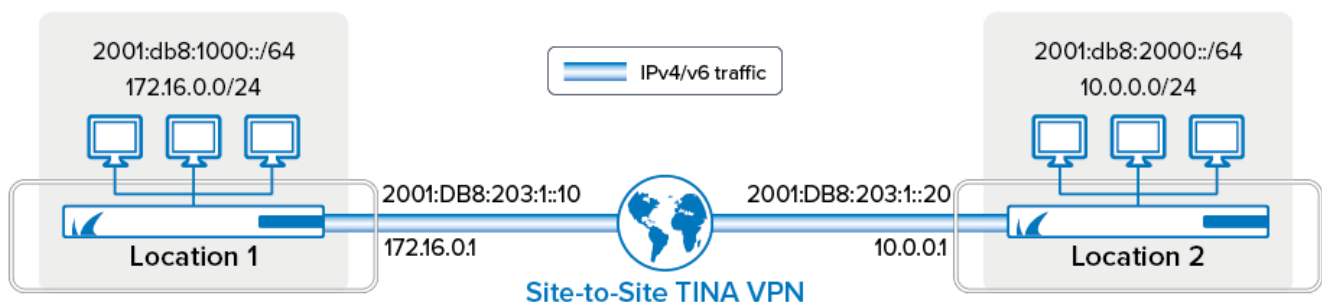 2001:db8:1000::/64
172.16.0.0/24
IPv4/v6 traffic
2001:db8:2000::/64
10.0.0.0/24
2001:DB8:203:1::10
2001:DB8:203:1::20
Location 1
172.16.0.1
10.0.0.1
Location 2
Site-to-Site TINA VPN